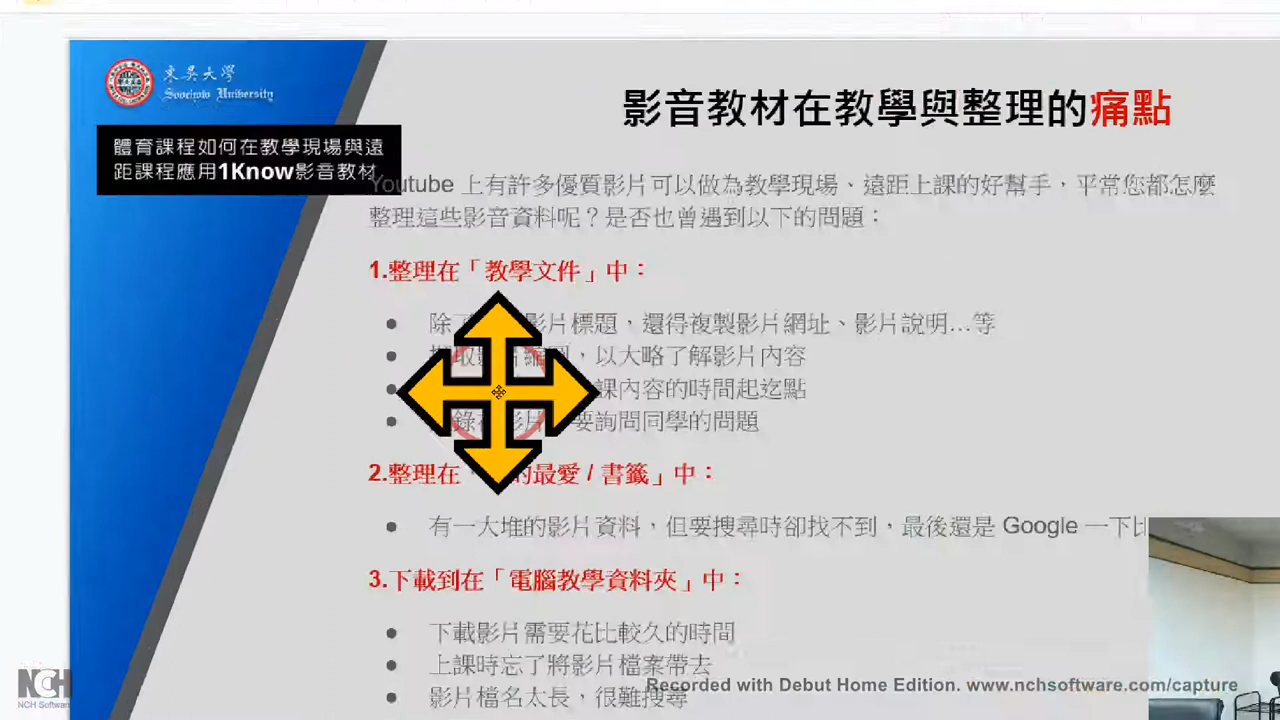 東吳大學
Soochow University
影音教材在教學與整理的痛點
體育課程如何在教學現場與遠
距課程應用1Know影音教材
Youtube 上有許多優質影片可以做為教學現場、遠距上課的好幫手，平常您都怎麼
整理這些影音資料呢？是否也曾遇到以下的問題：
1.整理在「教學文件」中：
除 影片標題，還得複製影片網址、影片說明…等
以大略了解影片內容
課內容的時間起迄點
要詢問同學的問題
2.整理在 的最愛 / 書籤」中：
有一大堆的影片資料，但要搜尋時卻找不到，最後還是 Google 一下
3.下載到在「電腦教學資料夾」中：
下載影片需要花比較久的時間
上課時忘了將影片檔案帶去
影片檔名太長，很難搜尋
Recorded with Debut Home Edition. www.nchsoftware.com/capture
NCH
NCH Software